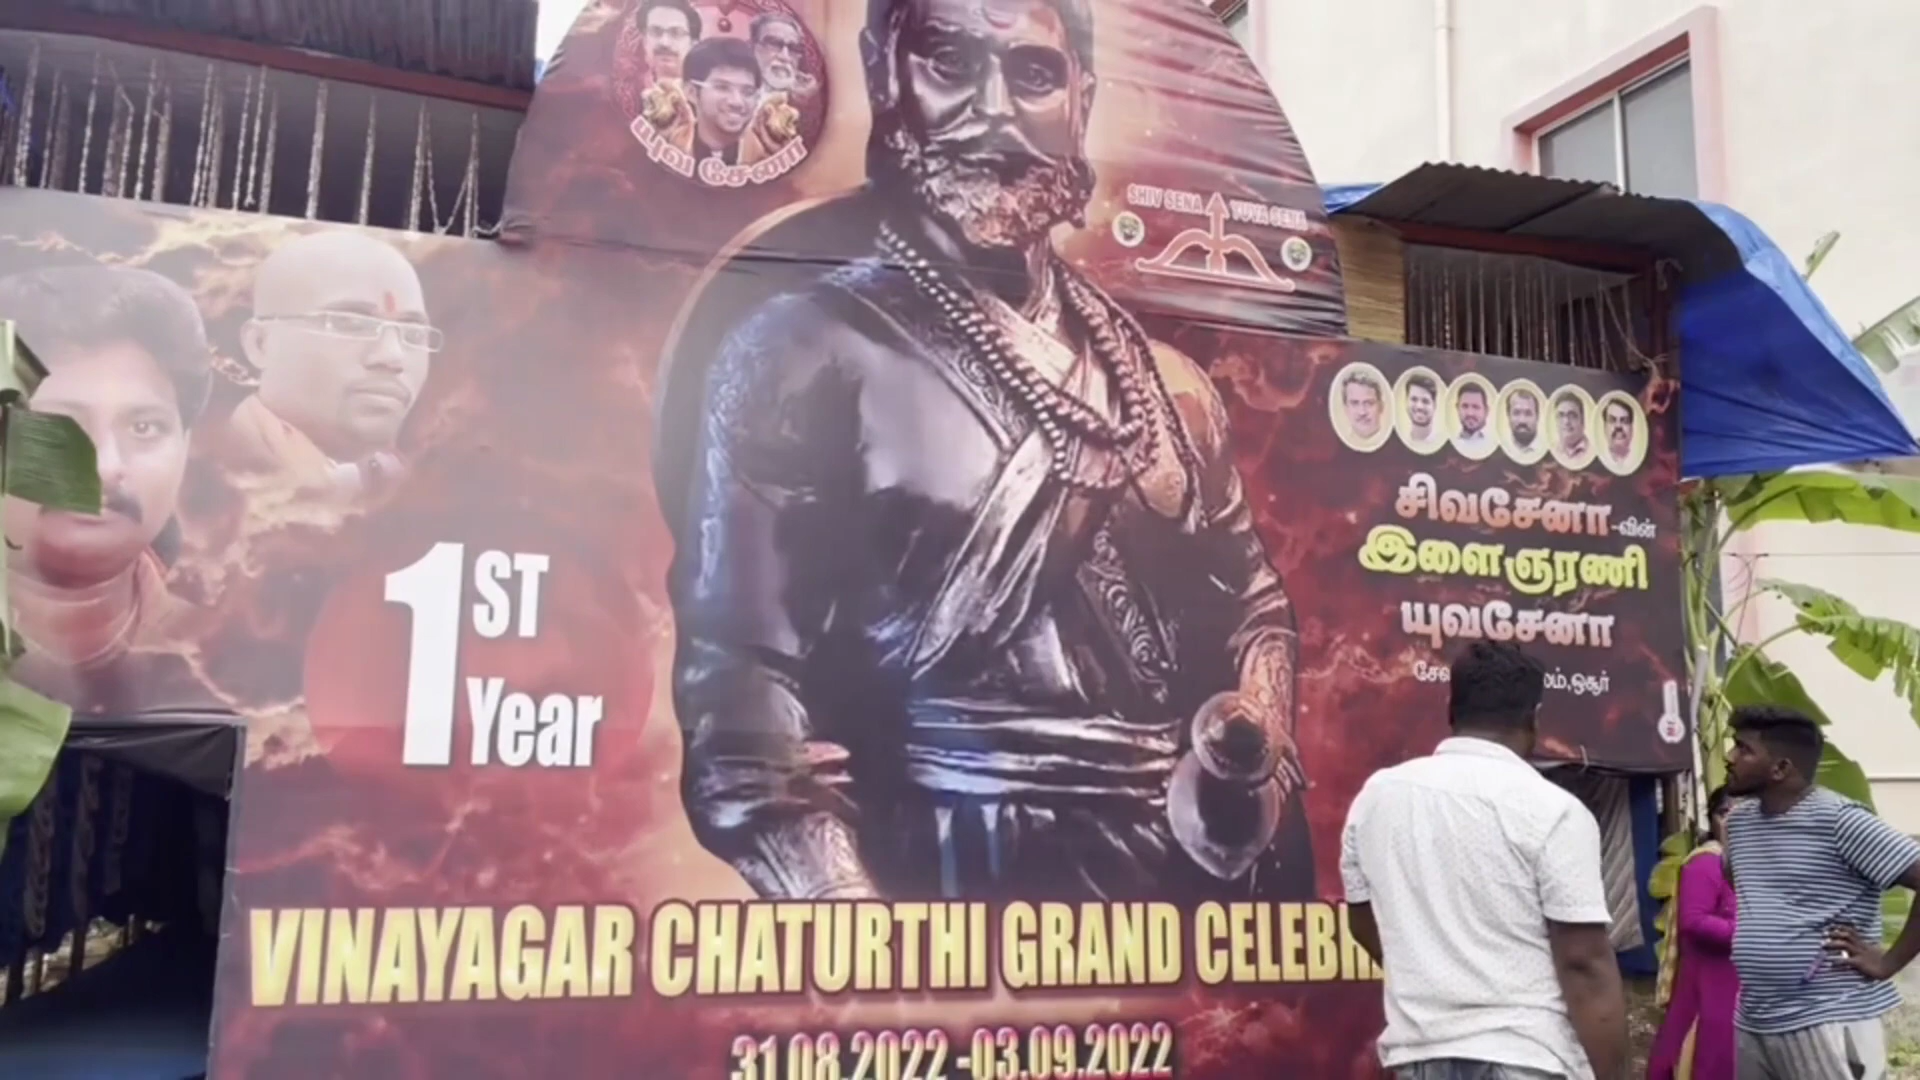 யுவ சேனா
SHIV SENA YUVA SENA
சிவசேனா-வின்
இளைஞரணி
யுவசேனா
ஒசூர்
1ST
Year
VINAYAGAR CHATURTHI GRAND
31.08.2022 - 03.09.2022